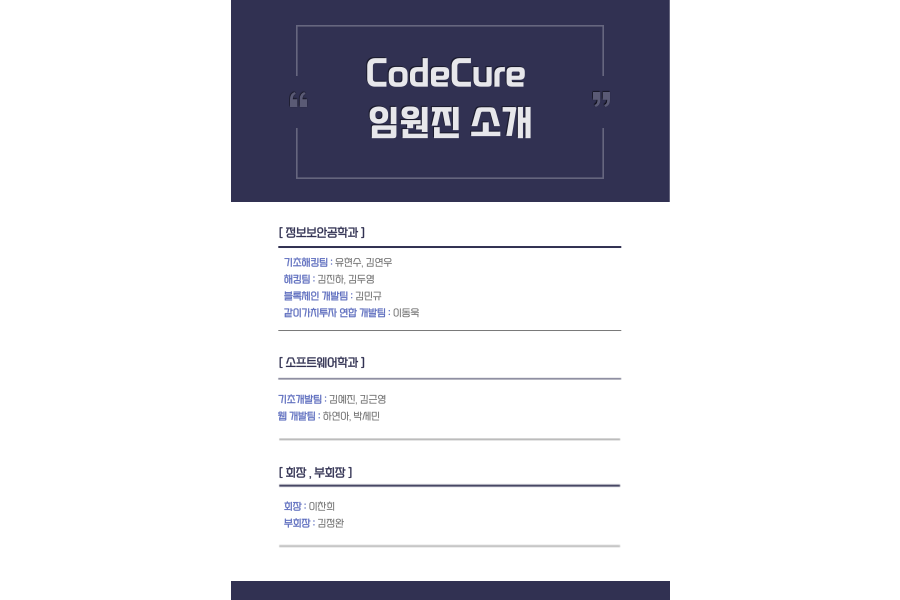 CodeCure
“ ”
임원진 소개
[ 정보보안공학과 ]
기초해킹팀 : 유현수, 김연우
해킹팀 : 김진하, 김두영
블록체인 개발팀 : 김민규
같이가치투자 연합 개발팀 : 이동욱
[ 소프트웨어학과 ]
기초개발팀 : 김예진, 김근영
웹 개발팀 : 하연아, 박세민
[ 회장 , 부회장 ]
회장 : 이찬희
부회장 : 김정완